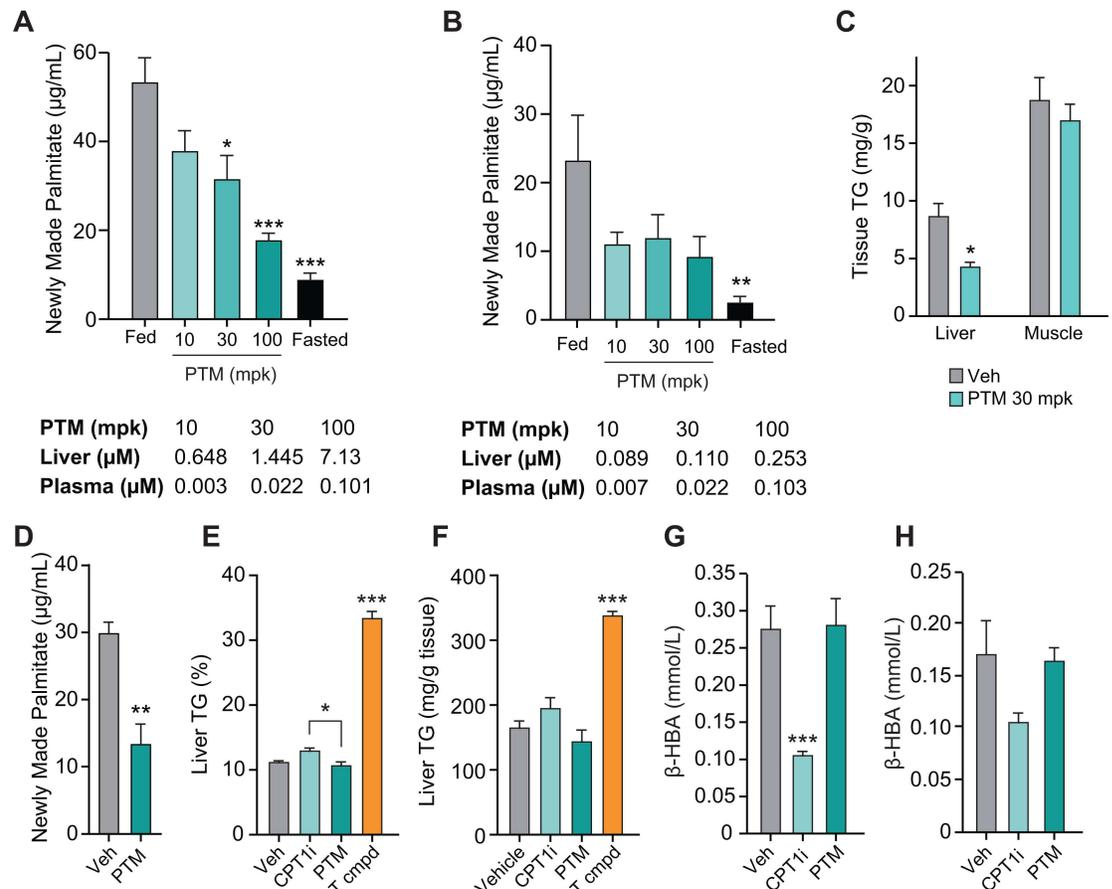 A
Newly Made Palmitate (µg/mL)
60
40
20
0
*
***
***
Fed
10
30
100
Fasted
PTM (mpk)
PTM (mpk) 10 30 100
Liver (µM) 0.648 1.445 7.13
Plasma (µM) 0.003 0.022 0.101
B
Newly Made Palmitate (µg/mL)
40
30
20
10
0
**
Fed
10
30
100
Fasted
PTM (mpk)
PTM (mpk) 10 30 100
Liver (µM) 0.089 0.110 0.253
Plasma (µM) 0.007 0.022 0.103
C
Tissue TG (mg/g)
20
15
10
5
0
*
Liver
Muscle
Veh
PTM 30 mpk
D
Newly Made Palmitate (µg/mL)
40
30
20
10
0
**
Veh
PTM
E
Liver TG (%)
40
30
20
10
0
*
***
Veh
CPT1i
PTM
T cmpd
F
Liver TG (mg/g tissue)
400
300
200
100
0
***
Vehicle
CPT1i
PTM
T cmpd
G
β-HBA (mmol/L)
0.35
0.30
0.25
0.20
0.15
0.10
0.05
0
***
Veh
CPT1i
PTM
H
β-HBA (mmol/L)
0.25
0.20
0.15
0.10
0.05
0
Veh
CPT1i
PTM